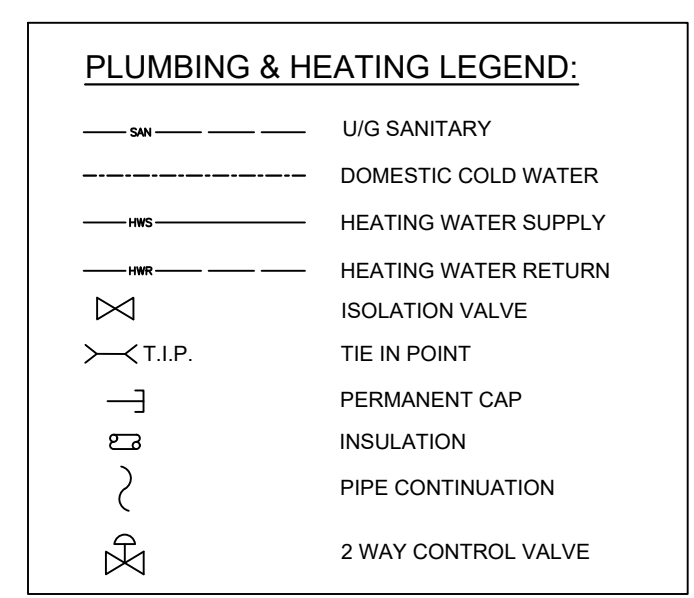 PLUMBING & HEATING LEGEND:
SAN U/G SANITARY
DOMESTIC COLD WATER
HWS HEATING WATER SUPPLY
HWR HEATING WATER RETURN
ISOLATION VALVE
T.I.P. TIE IN POINT
PERMANENT CAP
INSULATION
PIPE CONTINUATION
2 WAY CONTROL VALVE